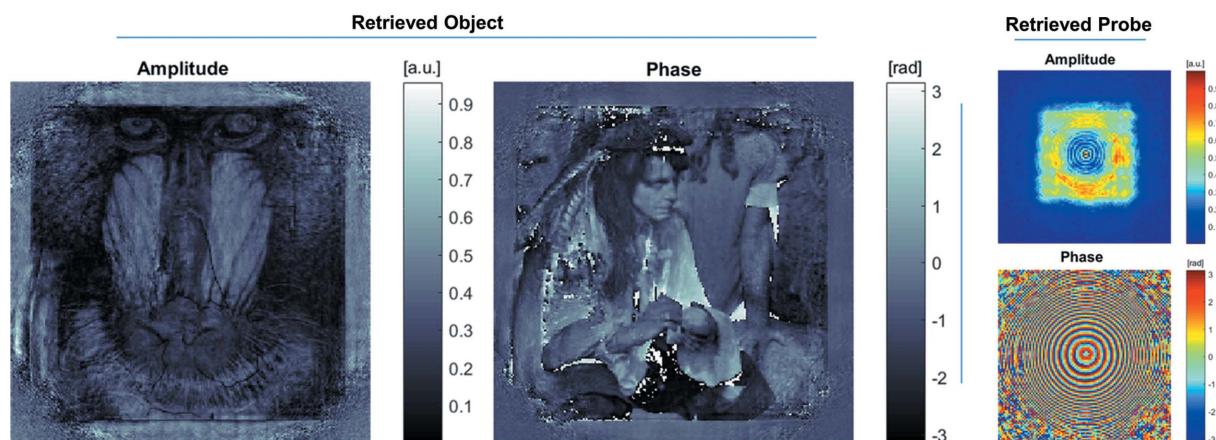 Retrieved Object
Retrieved Probe
Amplitude
[a.u.]
0.9
0.8
0.7
0.6
0.5
0.4
0.3
0.2
0.1
Phase
[rad]
3
2
1
0
-1
-2
-3
Amplitude
[a.u.]
Phase
[rad]
3
2
1
0
-1
-2